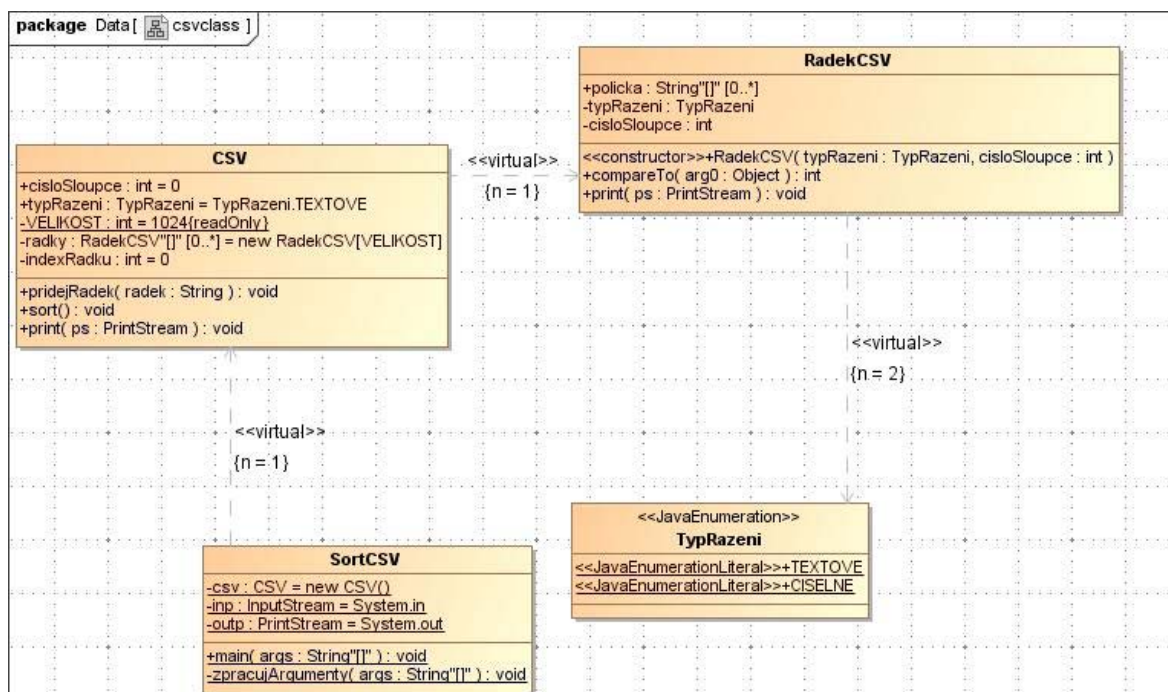 package Data[ csvclass ]
RadekCSV
+policka : String"[]" [0..*]
-typRazeni : TypRazeni
-cisloSloupce : int
<<constructor>>+RadekCSV( typRazeni : TypRazeni, cisloSloupce : int )
+compareTo( arg0 : Object ) : int
+print( ps : PrintStream ) : void
CSV
+cisloSloupce : int = 0
+typRazeni : TypRazeni = TypRazeni.TEXTOVE
-VELIKOST : int = 1024{readOnly}
-radky : RadekCSV"[]" [0..*] = new RadekCSV[VELIKOST]
-indexRadku : int = 0
+pridejRadek( radek : String ) : void
+sort() : void
+print( ps : PrintStream ) : void
<<virtual>>
{n = 1}
<<virtual>>
{n = 2}
<<virtual>>
{n = 1}
<<JavaEnumeration>>
TypRazeni
<<JavaEnumerationLiteral>>+TEXTOVE
<<JavaEnumerationLiteral>>+CISELNE
SortCSV
-csv : CSV = new CSV()
-inp : InputStream = System.in
-outp : PrintStream = System.out
+main( args : String"[]" ) : void
-zpracujArgumenty( args : String"[]" ) : void